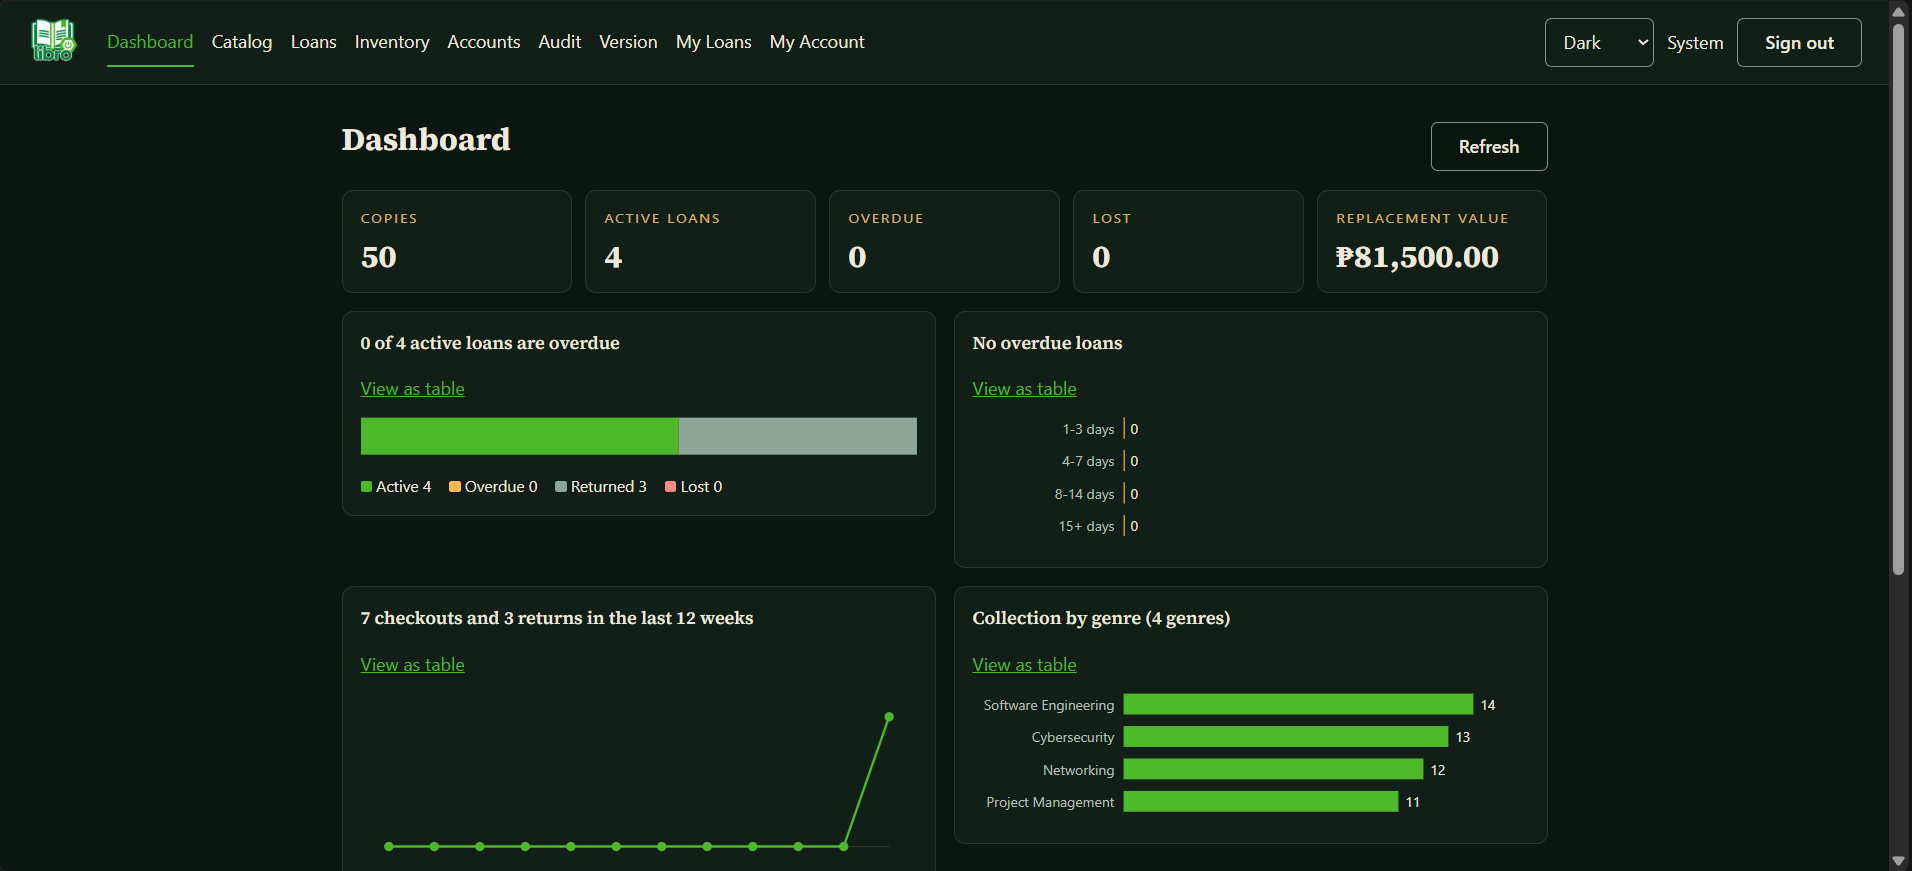 libro
Dashboard Catalog Loans Inventory Accounts Audit Version My Loans My Account
Dark System Sign out
Dashboard
Refresh
COPIES
50
ACTIVE LOANS
4
OVERDUE
0
LOST
0
REPLACEMENT VALUE
₱81,500.00
0 of 4 active loans are overdue
View as table
Active 4 Overdue 0 Returned 3 Lost 0
No overdue loans
View as table
1-3 days 0
4-7 days 0
8-14 days 0
15+ days 0
7 checkouts and 3 returns in the last 12 weeks
View as table
Collection by genre (4 genres)
View as table
Software Engineering 14
Cybersecurity 13
Networking 12
Project Management 11